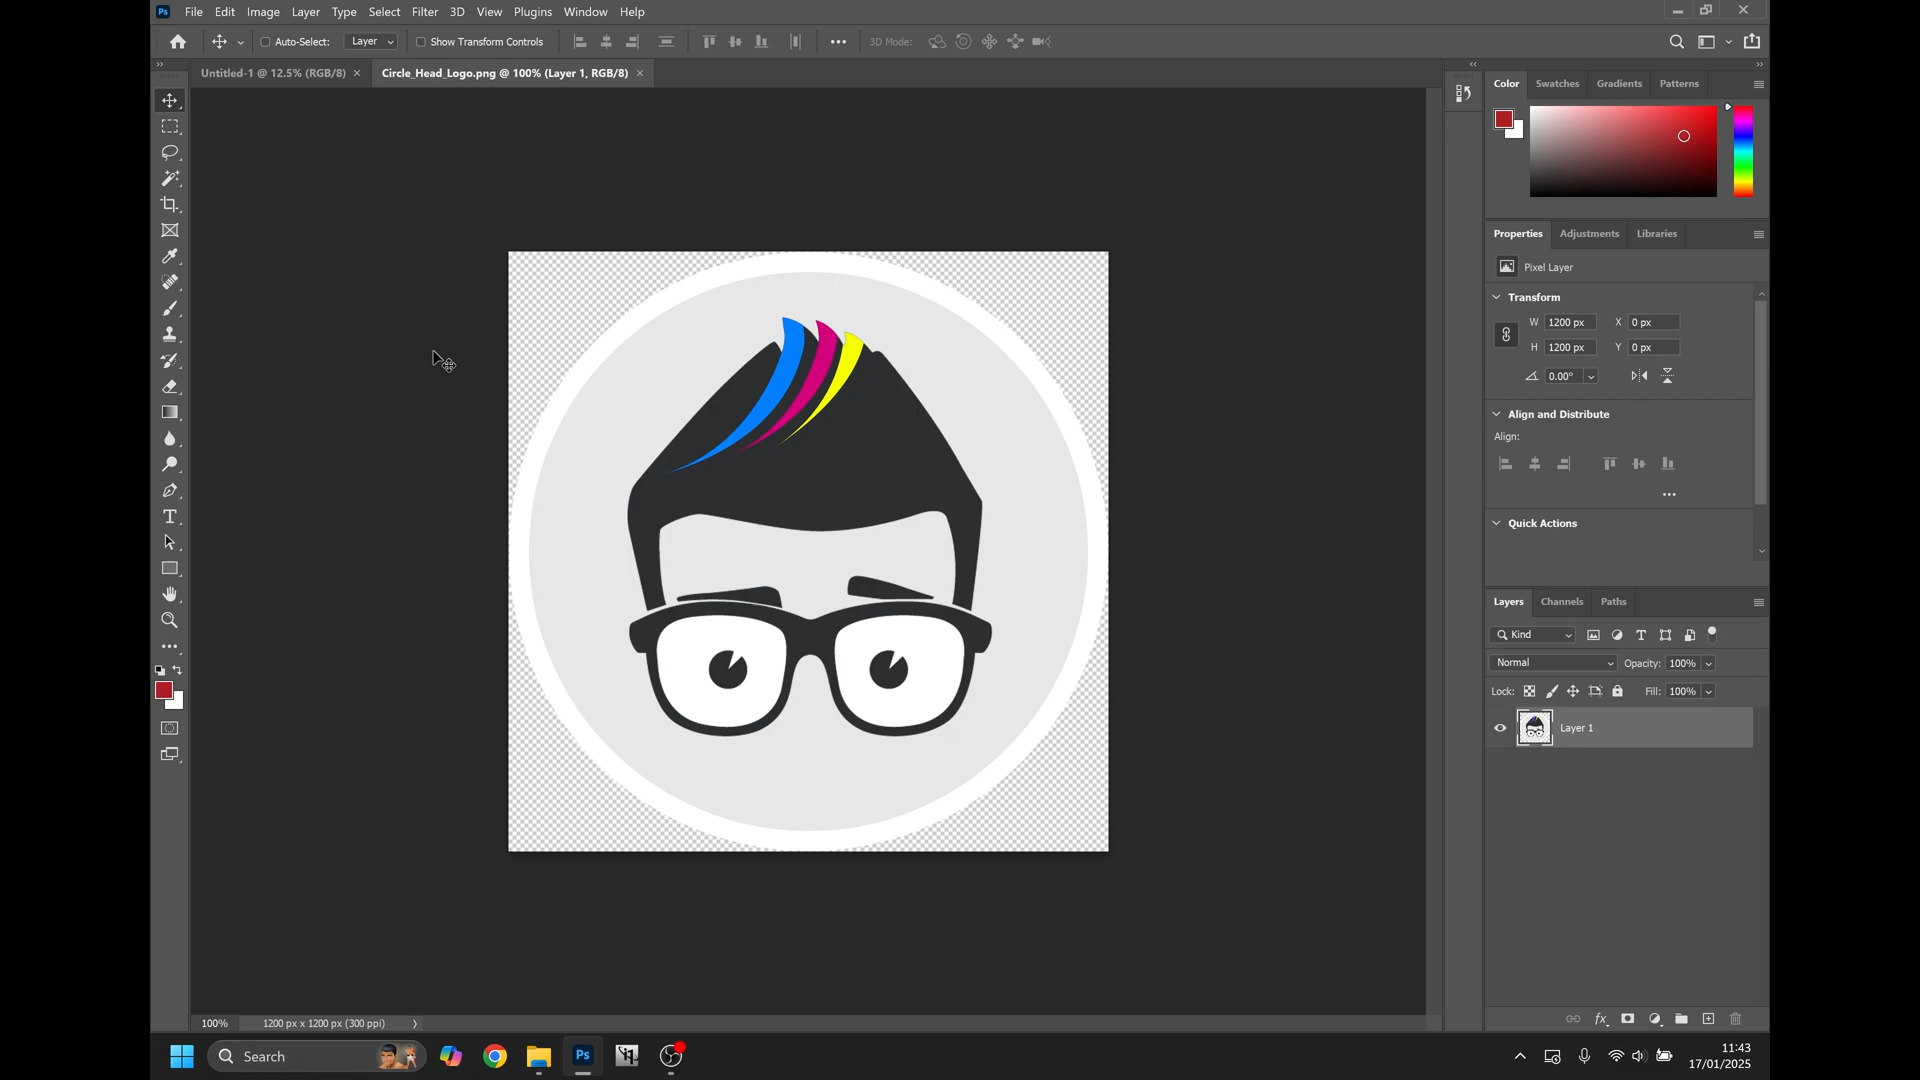 Ps File Edit Image Layer Type Select Filter 3D View Plugins Window Help
Auto-Select: Layer Show Transform Controls 3D Mode:
Untitled-1 @ 12.5% (RGB/8) × Circle_Head_Logo.png @ 100% (Layer 1, RGB/8) ×
Color Swatches Gradients Patterns
Properties Adjustments Libraries
Pixel Layer
Transform
W 1200 px X 0 px
H 1200 px Y 0 px
0.00°
Align and Distribute
Align:
Quick Actions
Layers Channels Paths
Kind
Normal Opacity: 100%
Lock: Fill: 100%
Layer 1
100% 1200 px x 1200 px (300 ppi)
Search Ps
11:43
17/01/2025